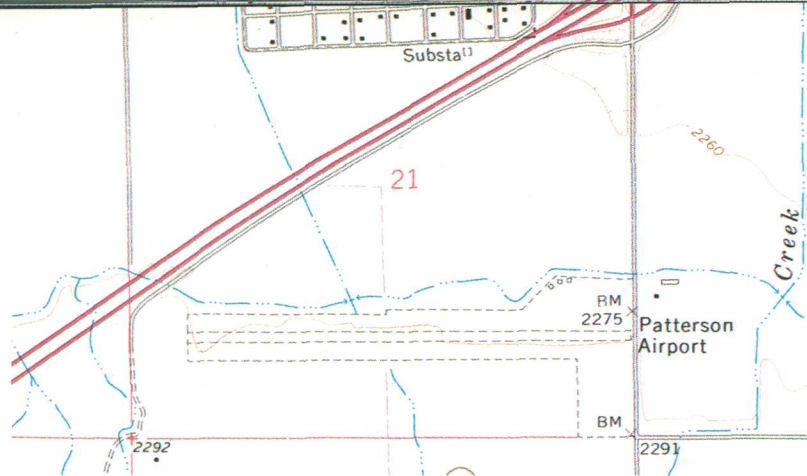 Substa
21
2260
Creek
BM
2275
Patterson
Airport
BM
2292
2291